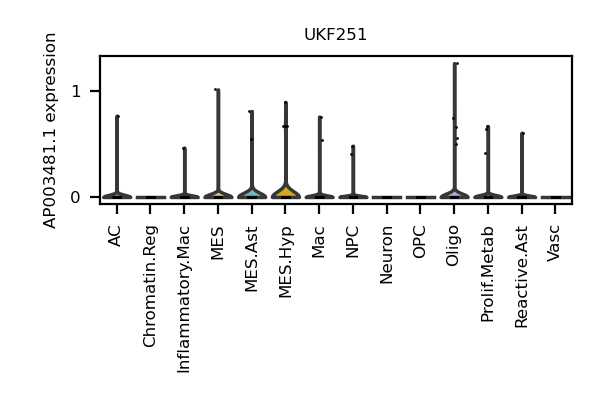 UKF251
AP003481.1 expression
1
0
AC
Chromatin.Reg
Inflammatory.Mac
MES
MES.Ast
MES.Hyp
Mac
NPC
Neuron
OPC
Oligo
Prolif.Metab
Reactive.Ast
Vasc